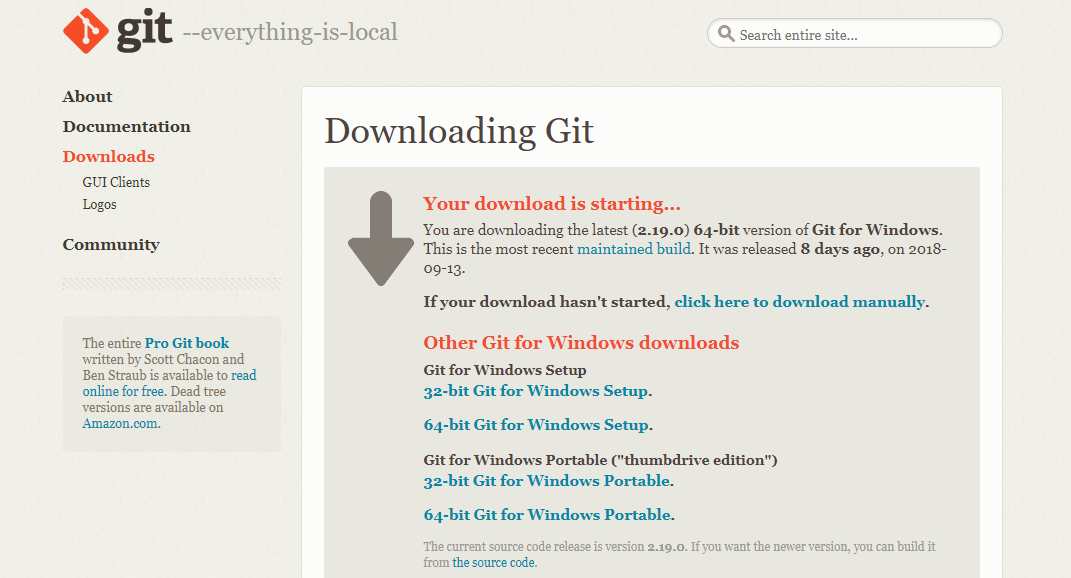 git --everything-is-local
Search entire site...
About
Documentation
Downloads
GUI Clients
Logos
Community
The entire Pro Git book
written by Scott Chacon and
Ben Straub is available to read
online for free. Dead tree
versions are available on
Amazon.com.
Downloading Git
Your download is starting...
You are downloading the latest (2.19.0) 64-bit version of Git for Windows.
This is the most recent maintained build. It was released 8 days ago, on 2018-
09-13.
If your download hasn't started, click here to download manually.
Other Git for Windows downloads
Git for Windows Setup
32-bit Git for Windows Setup.
64-bit Git for Windows Setup.
Git for Windows Portable ("thumbdrive edition")
32-bit Git for Windows Portable.
64-bit Git for Windows Portable.
The current source code release is version 2.19.0. If you want the newer version, you can build it
from the source code.